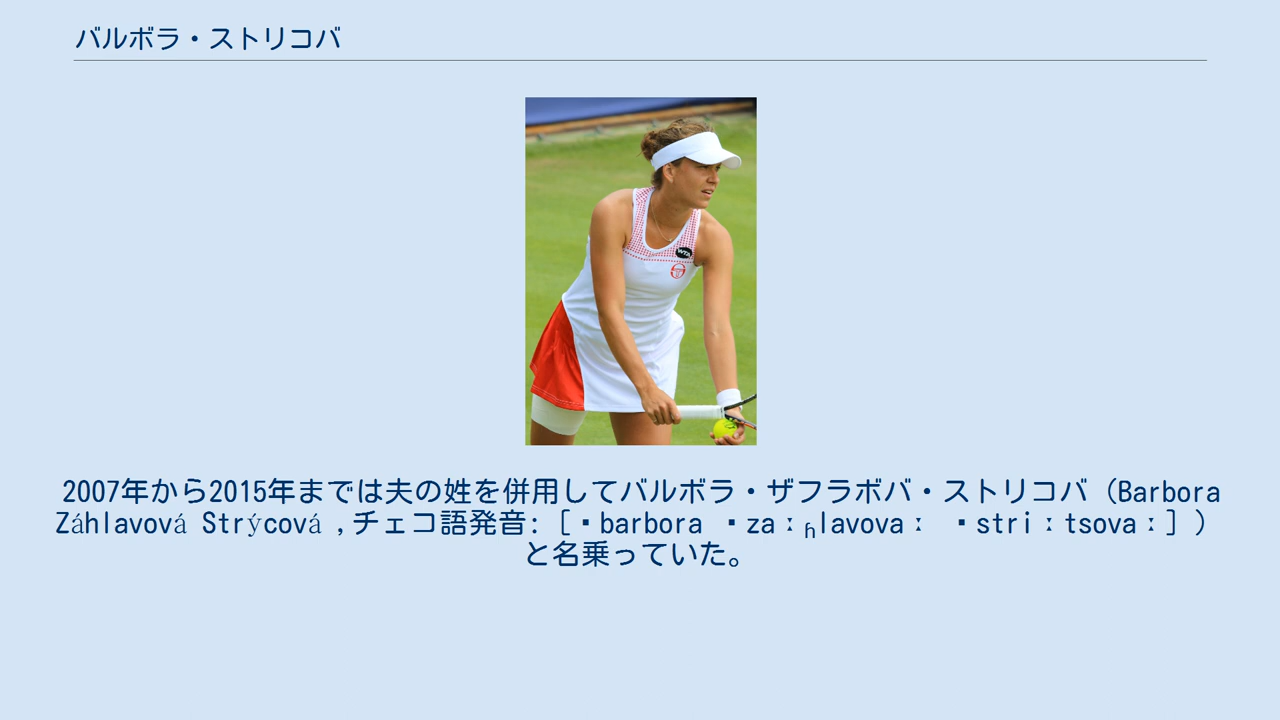 バルボラ・ストリコバ
WTA
2007年から2015年までは夫の姓を併用してバルボラ・ザフラボバ・ストリコバ（Barbora
Záhlavová Strýcová ,チェコ語発音: [ˈbarbora ˈzaːɦlavovaː ˈstriːtsovaː] ）
と名乗っていた。